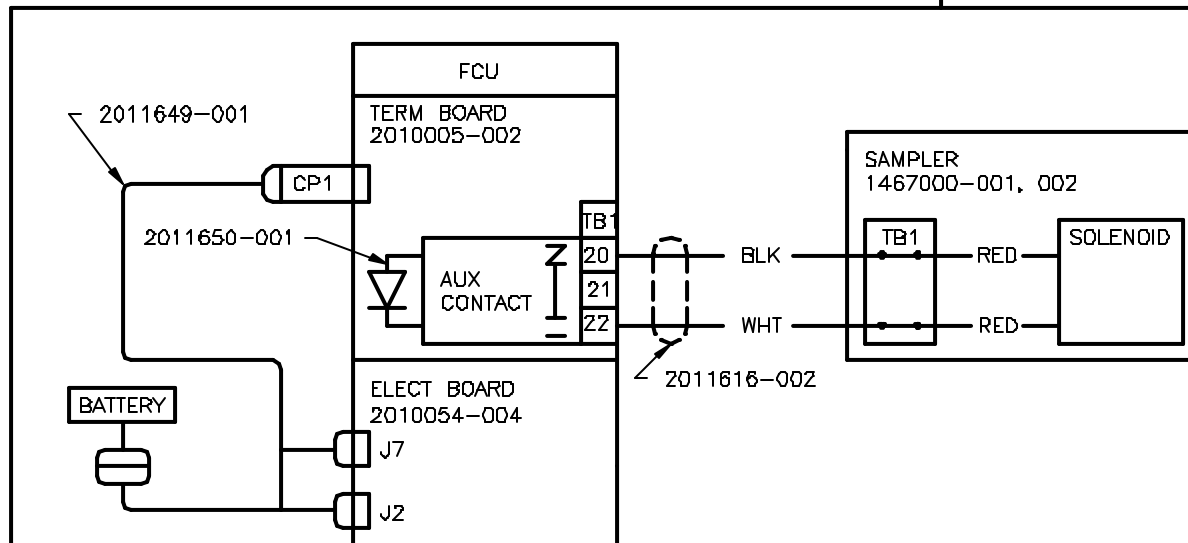 FCU
TERM BOARD
2010005-002
2011649-001
CP1
SAMPLER
1467000-001, 002
TB1
2011650-001
20
BLK
TB1
RED
SOLENOID
AUX
CONTACT
21
22
WHT
RED
2011616-002
ELECT BOARD
2010054-004
BATTERY
J7
J2